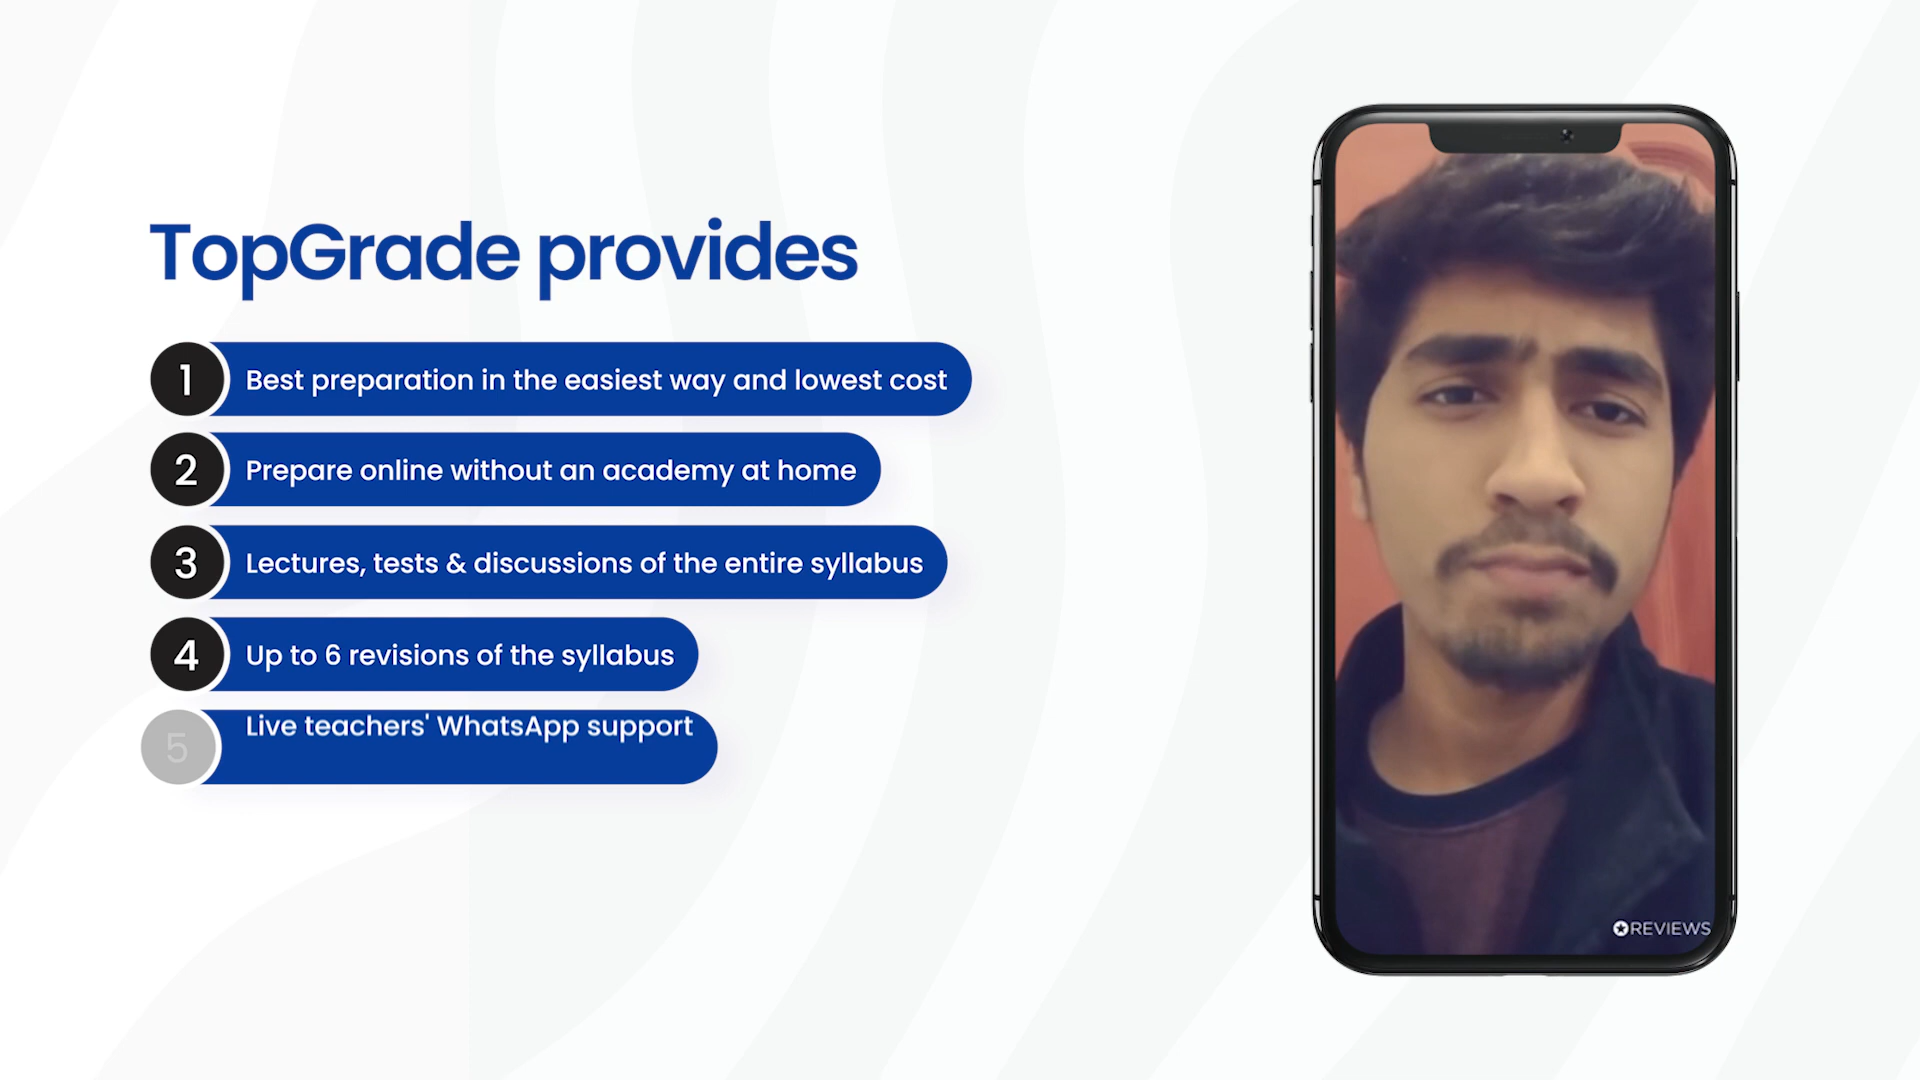 TopGrade provides
1 Best preparation in the easiest way and lowest cost
2 Prepare online without an academy at home
3 Lectures, tests & discussions of the entire syllabus
4 Up to 6 revisions of the syllabus
5 Live teachers' WhatsApp support
REVIEWS